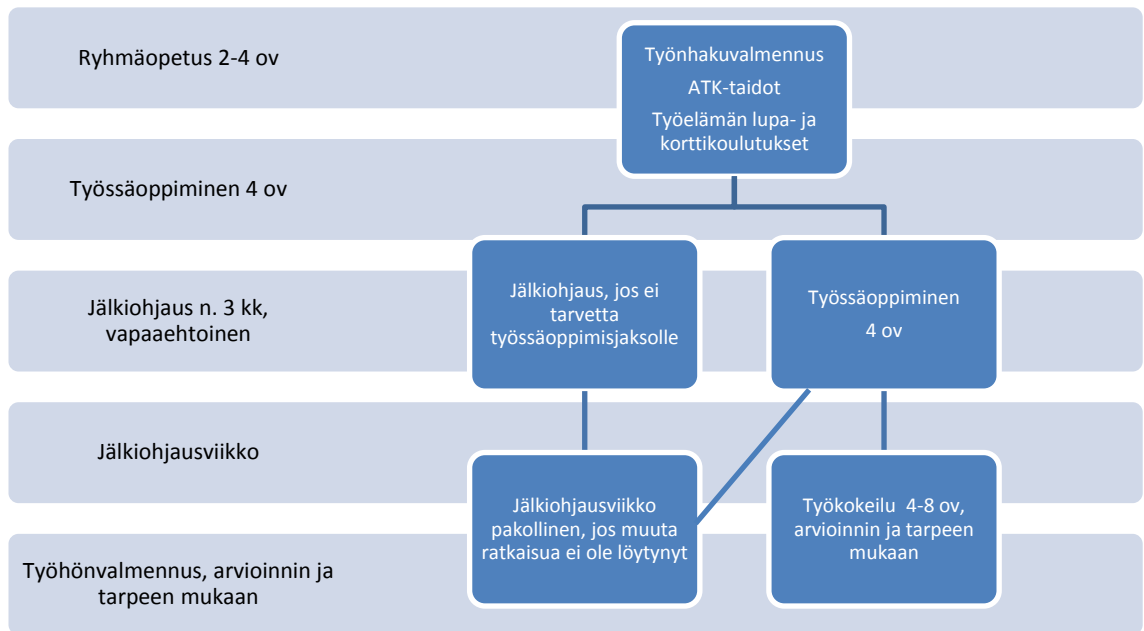 Ryhmäopetus 2-4 ov
Työnhakuvalmennus
ATK-taidot
Työelämän lupa- ja
korttikoulutukset
Työssäoppiminen 4 ov
Jälkiohjaus n. 3 kk,
vapaaehtoinen
Jälkiohjaus, jos ei
tarvetta
työssäoppimisjaksolle
Työssäoppiminen
4 ov
Jälkiohjausviikko
Jälkiohjausviikko
pakollinen, jos muuta
ratkaisua ei ole löytynyt
Työkokeilu 4-8 ov,
arvioinnin ja tarpeen
mukaan
Työhönvalmennus, arvioinnin ja
tarpeen mukaan